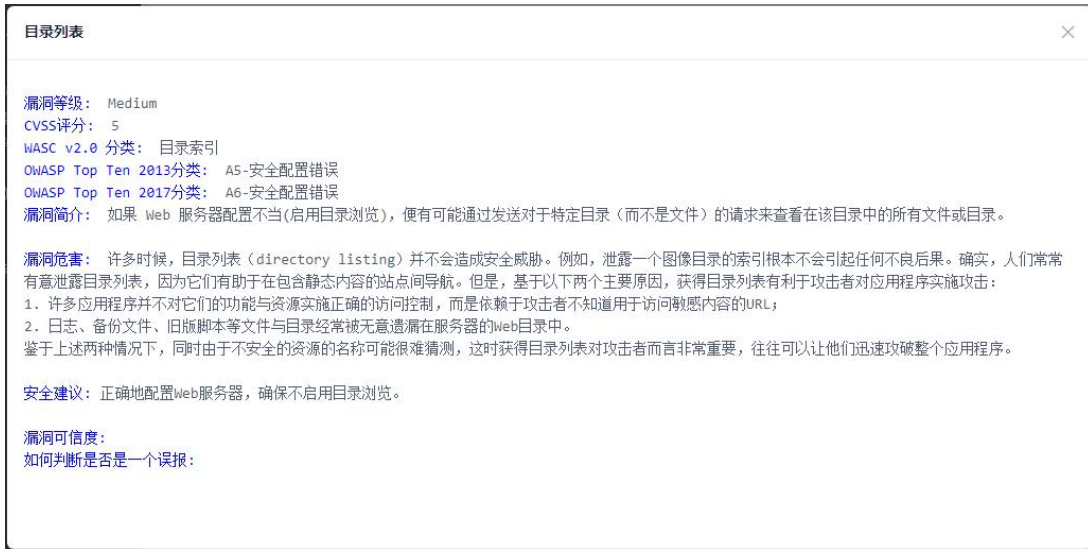 目录列表
漏洞等级: Medium
CVSS评分: 5
WASC v2.0 分类: 目录索引
OWASP Top Ten 2013分类: A5-安全配置错误
OWASP Top Ten 2017分类: A6-安全配置错误
漏洞简介: 如果 Web 服务器配置不当(启用目录浏览),便有可能通过发送对于特定目录（而不是文件）的请求来查看在该目录中的所有文件或目录。
漏洞危害: 许多时候，目录列表（directory listing）并不会造成安全威胁。例如，泄露一个图像目录的索引根本不会引起任何不良后果。确实，人们常常
有意泄露目录列表，因为它们有助于在包含静态内容的站点间导航。但是，基于以下两个主要原因，获得目录列表有利于攻击者对应用程序实施攻击：
1. 许多应用程序并不对它们的功能与资源实施正确的访问控制，而是依赖于攻击者不知道用于访问敏感内容的URL；
2. 日志、备份文件、旧版脚本等文件与目录经常被无意遗漏在服务器的Web目录中。
鉴于上述两种情况下，同时由于不安全的资源的名称可能很难猜测，这时获得目录列表对攻击者而言非常重要，往往可以让他们迅速攻破整个应用程序。
安全建议: 正确地配置Web服务器，确保不启用目录浏览。
漏洞可信度:
如何判断是否是一个误报: